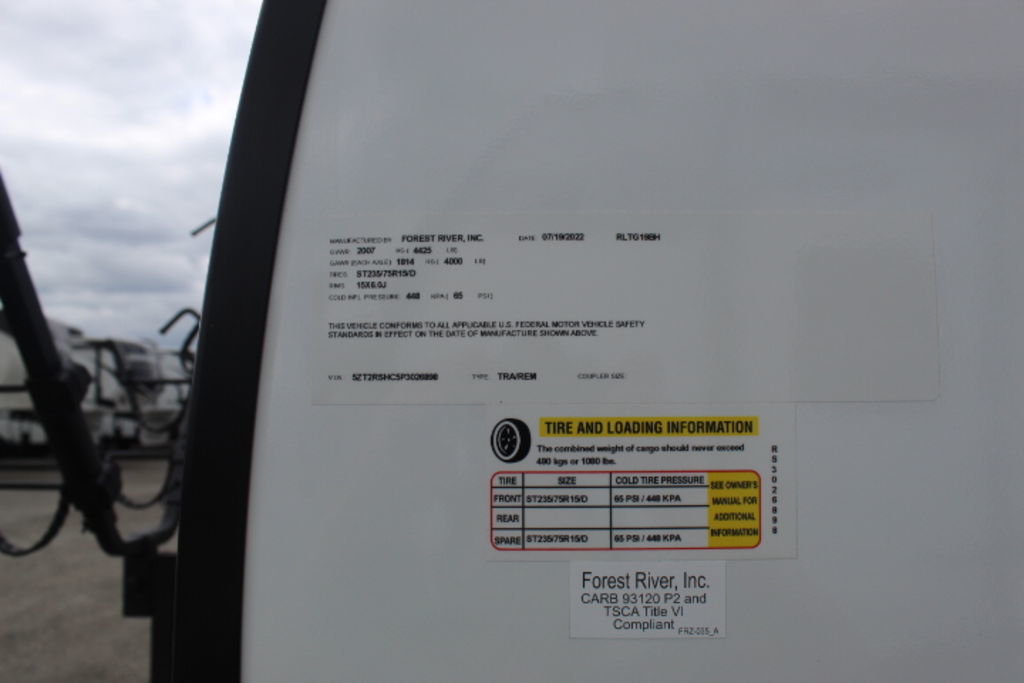 MANUFACTURED BY FOREST RIVER, INC. DATE 07/19/2022 RLTG19BH
GVWR 2007 KG ( 4425 LB)
GAWR (EACH AXLE) 1814 KG ( 4000 LB)
TIRES ST235/75R15/D
RIMS 15X6.0J
COLD INFL PRESSURE 448 KPA ( 65 PSI)
THIS VEHICLE CONFORMS TO ALL APPLICABLE U.S. FEDERAL MOTOR VEHICLE SAFETY
STANDARDS IN EFFECT ON THE DATE OF MANUFACTURE SHOWN ABOVE.
VIN TYPE: TRA/REM COUPLER SIZE:
TIRE AND LOADING INFORMATION
The combined weight of cargo should never exceed
490 kgs or 1080 lbs.
TIRE SIZE COLD TIRE PRESSURE SEE OWNER'S
FRONT ST235/75R15/D 65 PSI / 448 KPA MANUAL FOR
REAR ADDITIONAL
SPARE ST235/75R15/D 65 PSI / 448 KPA INFORMATION
RS3026898
Forest River, Inc.
CARB 93120 P2 and
TSCA Title VI
Compliant FRZ-035_A